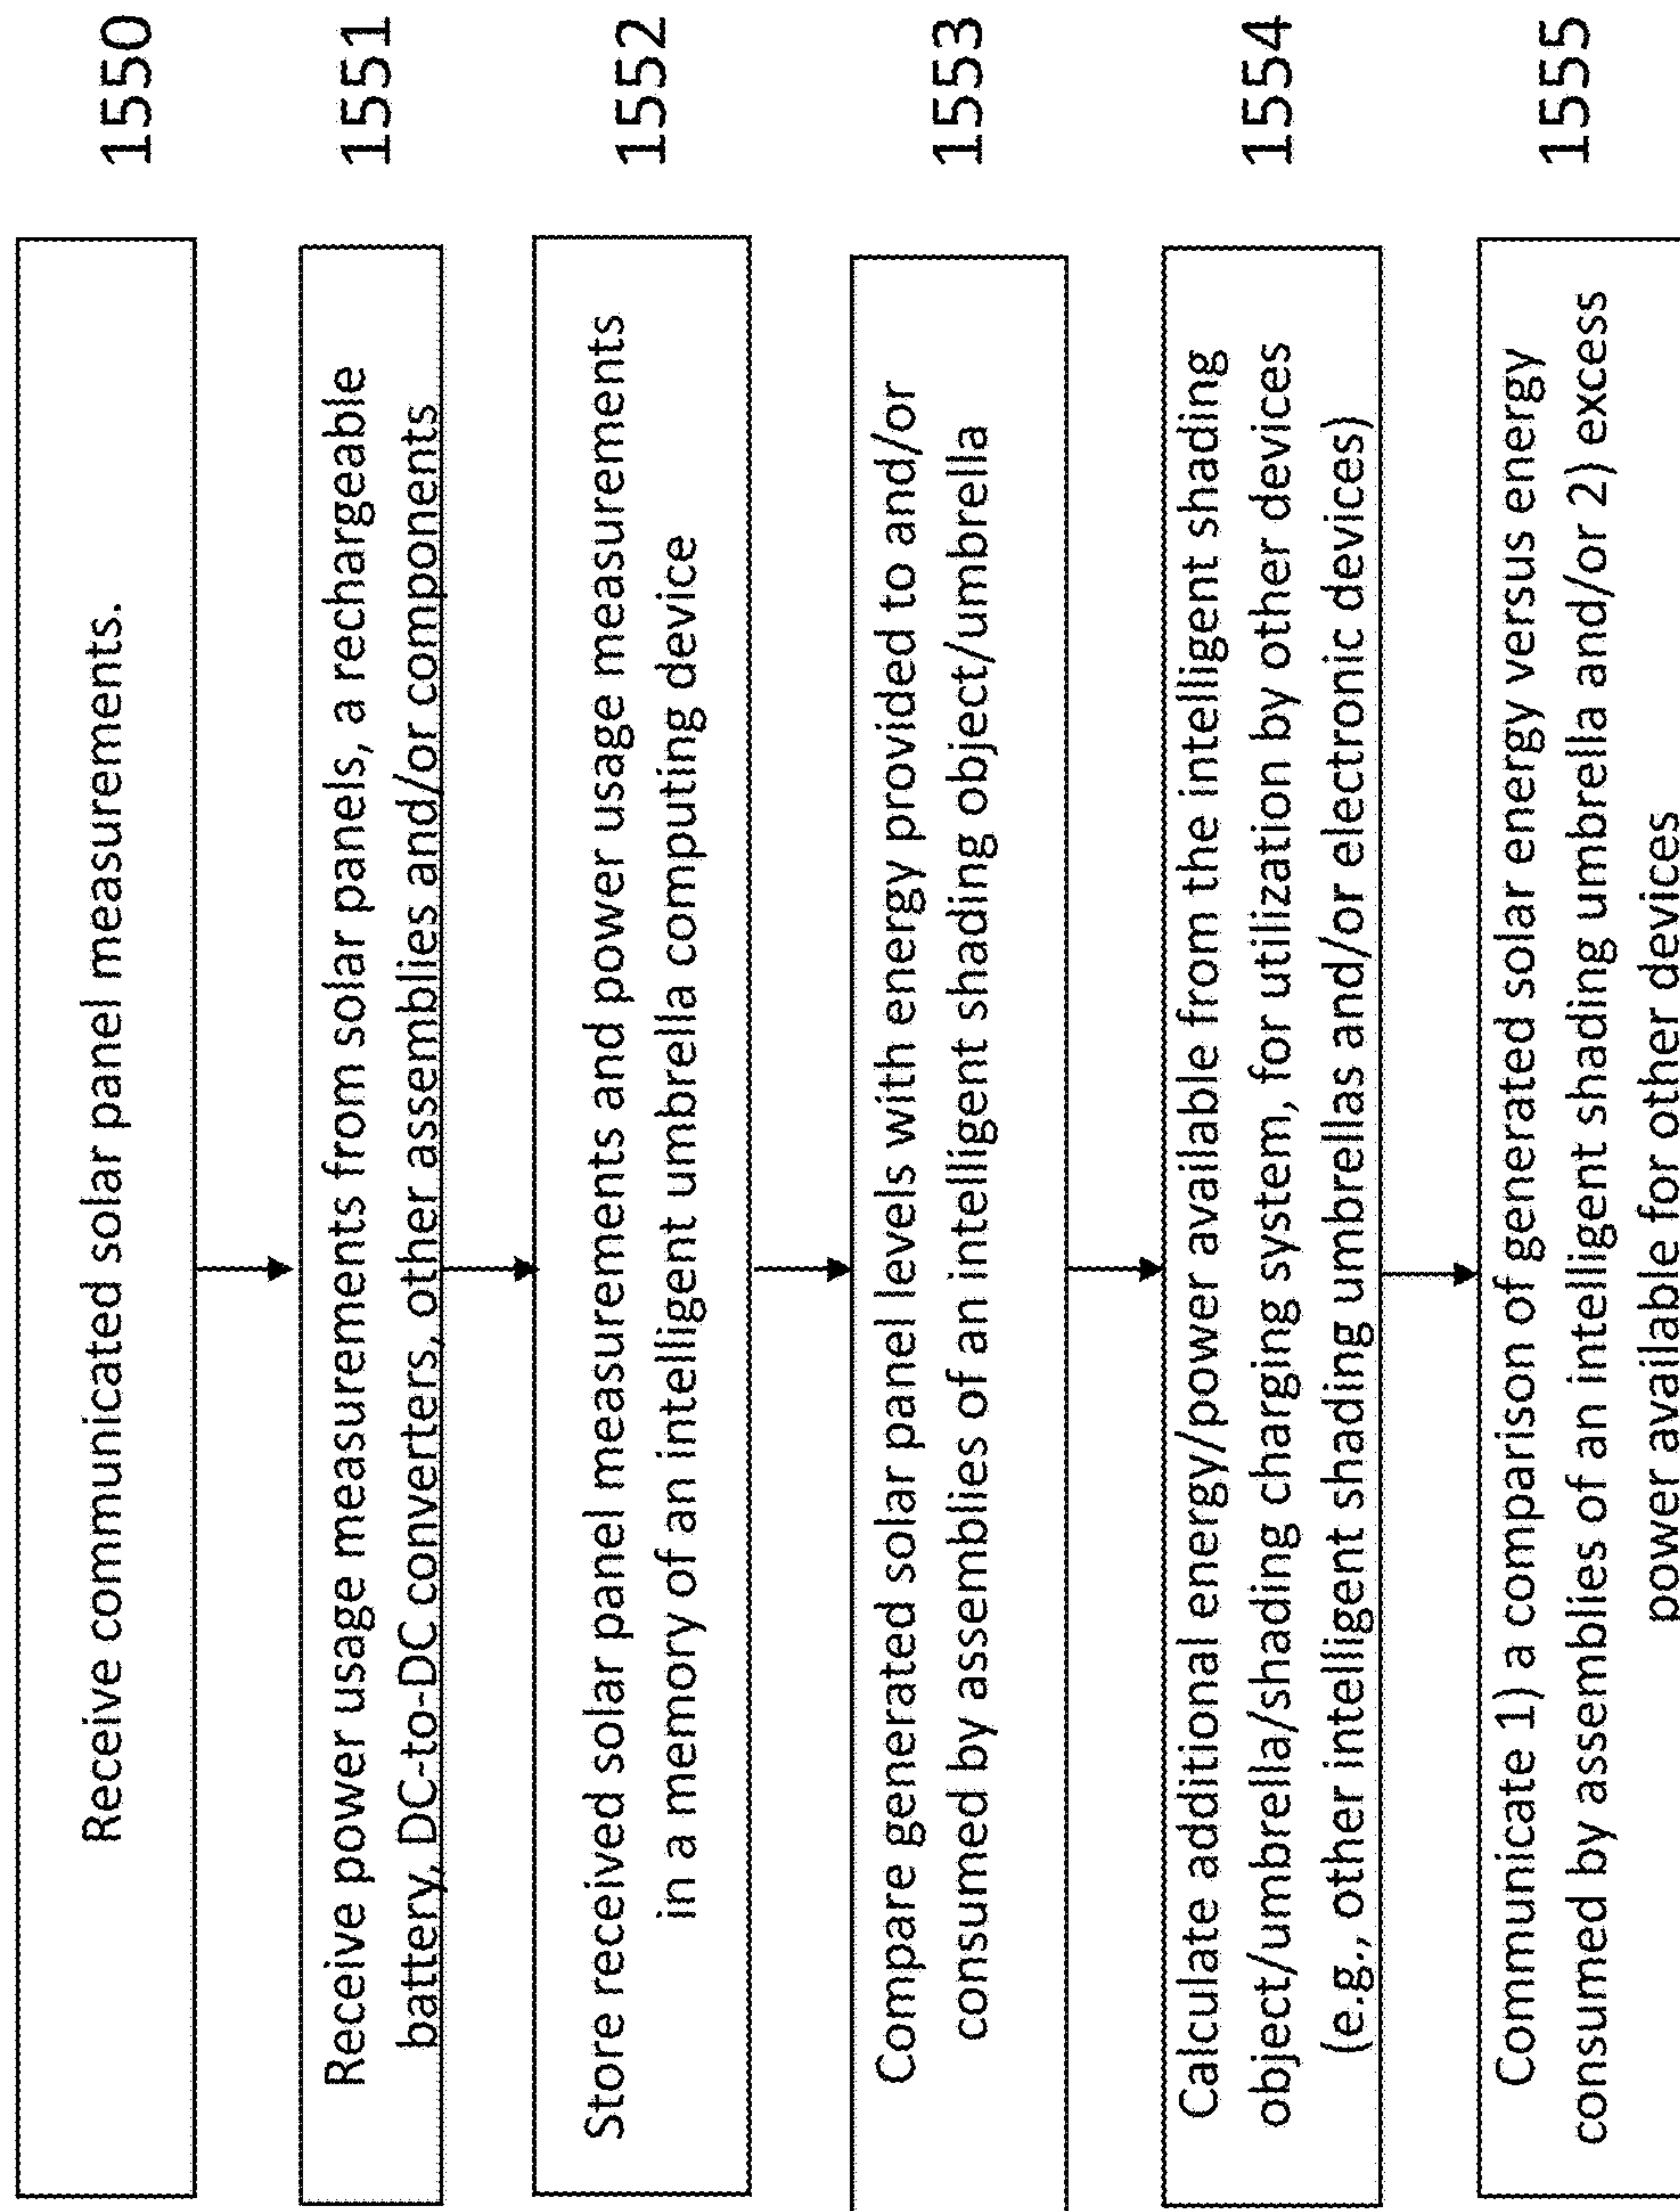 Receive communicated solar panel measurements.
1550
Receive power usage measurements from solar panels, a rechargeable
battery, DC-to-DC converters, other assemblies and/or components
1551
Store received solar panel measurements and power usage measurements
in a memory of an intelligent umbrella computing device
1552
Compare generated solar panel levels with energy provided to and/or
consumed by assemblies of an intelligent shading object/umbrella
1553
Calculate additional energy/power available from the intelligent shading
object/umbrella/shading charging system, for utilization by other devices
(e.g., other intelligent shading umbrellas and/or electronic devices)
1554
Communicate 1) a comparison of generated solar energy versus energy
consumed by assemblies of an intelligent shading umbrella and/or 2) excess
power available for other devices
1555